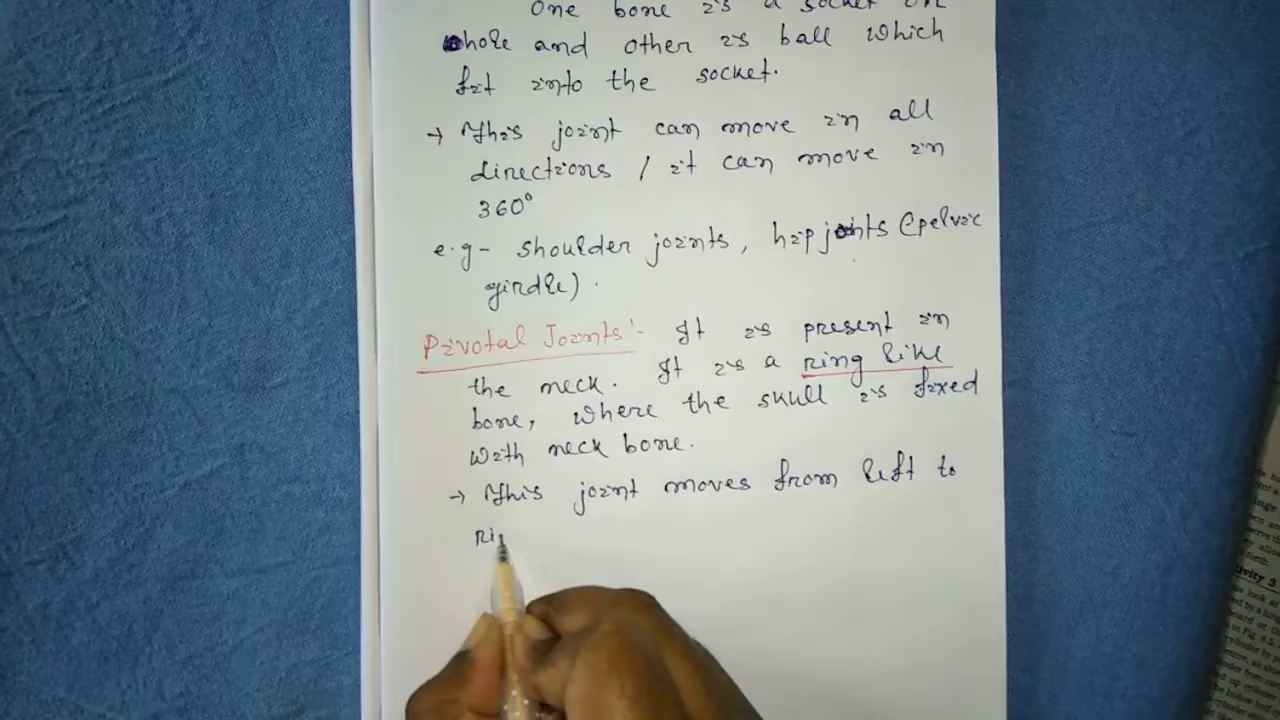 One bone is a socket or
hole and other is ball which
fit into the socket.
→ This joint can move in all
directions / it can move in
360°
e.g- shoulder joints, hip joints (pelvic
girdle).
Pivotal Joints:- It is present in
the neck. It is a ring like
bone, where the skull is fixed
with neck bone.
→ This joint moves from left to
ri
tivity 3